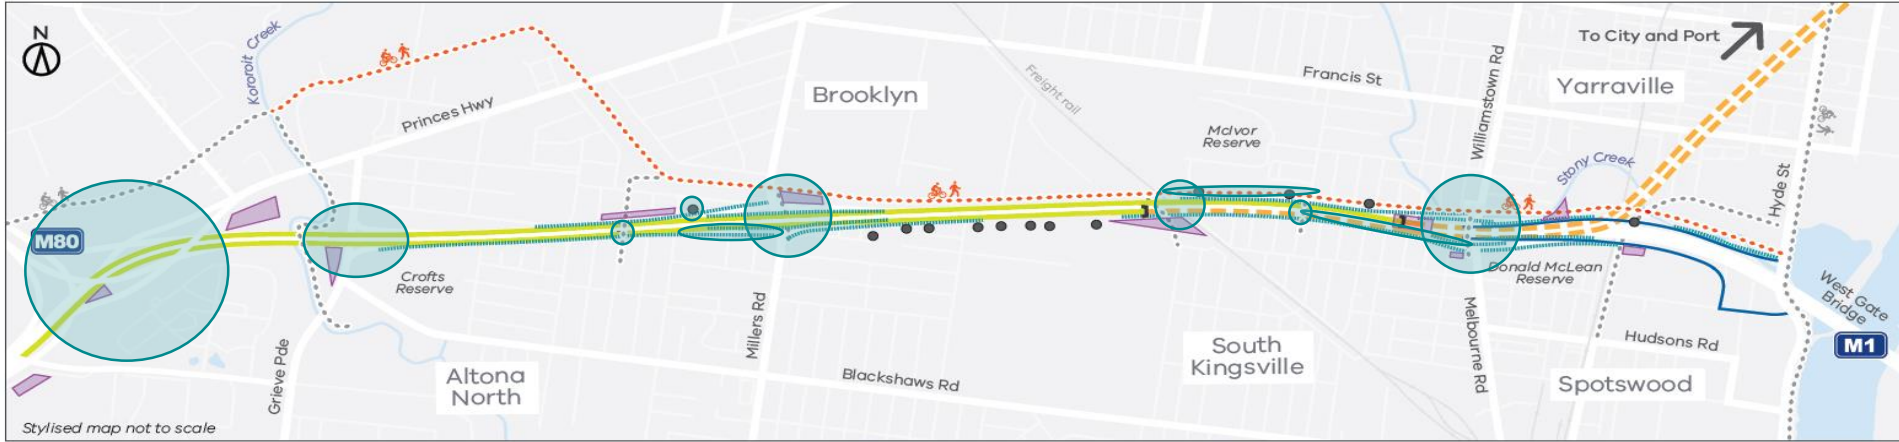 N
Kororoit Creek
Princes Hwy
Brooklyn
Freight rail
McIvor
Reserve
Francis St
Williamstown Rd
To City and Port
Yarraville
Stony Creek
Hyde St
M80
Crofts
Reserve
Grieve Pde
Altona
North
Millers Rd
Blackshaws Rd
South
Kingsville
Melbourne Rd
Donald McLean
Reserve
Hudsons Rd
Spotswood
West Gate
Bridge
M1
Stylised map not to scale